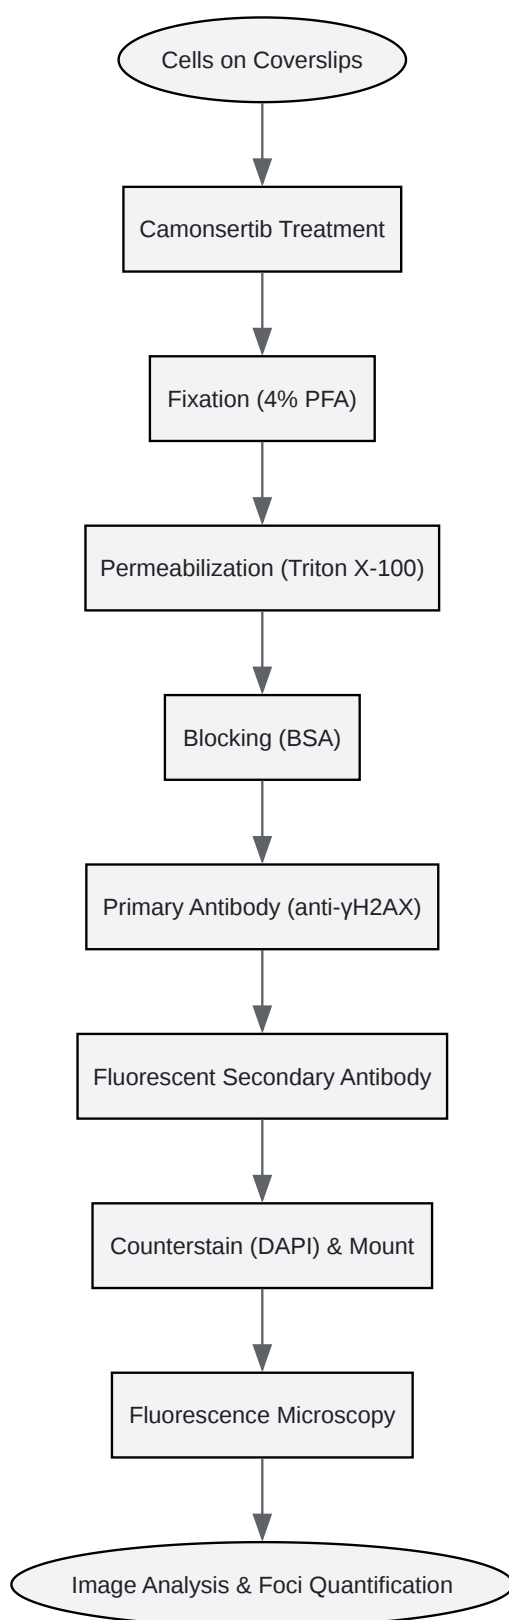 Cells on Coverslips
Camonsertib Treatment
Fixation (4% PFA)
Permeabilization (Triton X-100)
Blocking (BSA)
Primary Antibody (anti-γH2AX)
Fluorescent Secondary Antibody
Counterstain (DAPI) & Mount
Fluorescence Microscopy
Image Analysis & Foci Quantification